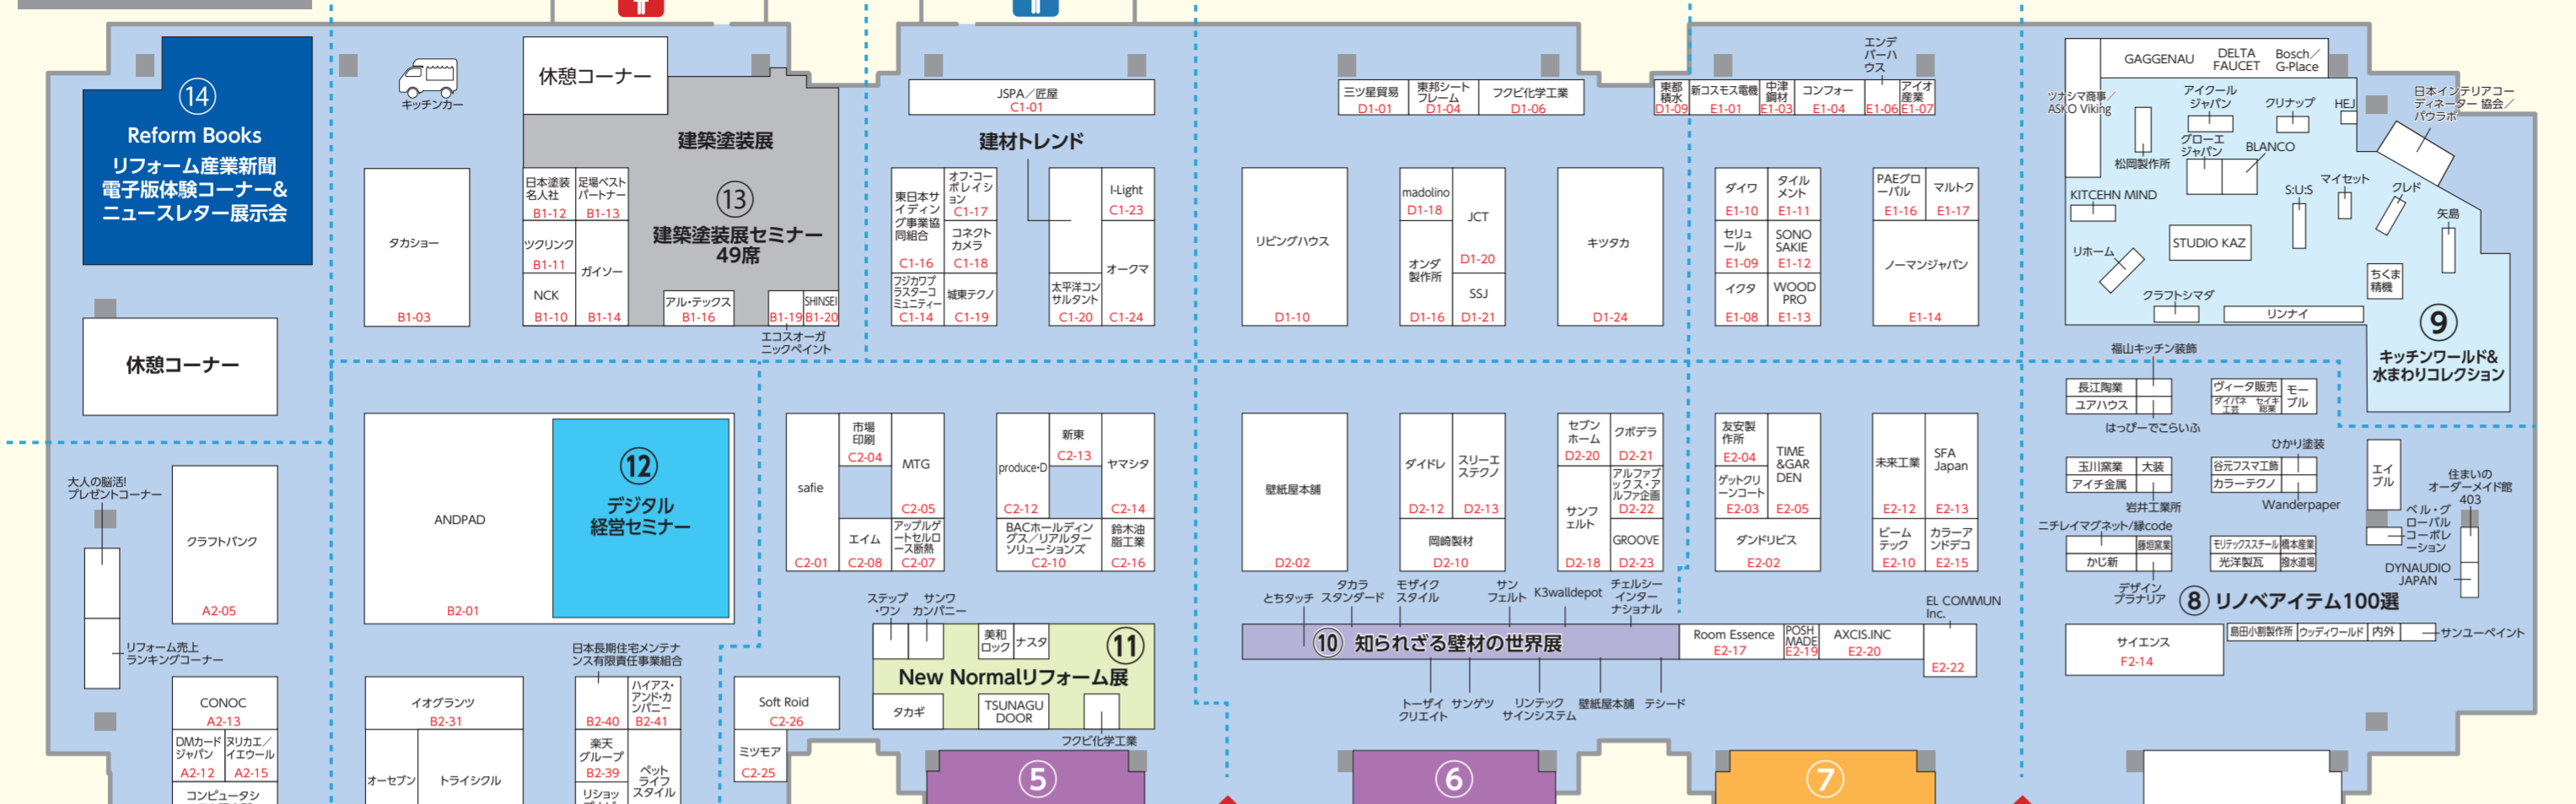 ⑭
Reform Books
リフォーム産業新聞
電子版体験コーナー&
ニュースレター展示会
キッチンカー
休憩コーナー
建築塗装展
⑬
建築塗装展セミナー
49席
タカショー
B1-03
日本塗装
名人社
B1-12
足場ベスト
パートナー
B1-13
ツクリンク
B1-11
ガイソー
B1-14
NCK
B1-10
アル・テックス
B1-16
B1-19
SHINSEI
B1-20
エコスオーガ
ニックペイント
休憩コーナー
JSPA／匠屋
C1-01
建材トレンド
東日本サ
イディン
グ事業協
同組合
C1-16
オフ・コー
ポレイシ
ョン
C1-17
コネクト
カメラ
C1-18
フジカワプ
ラスターコ
ミュニティー
C1-14
城東テクノ
C1-19
I-Light
C1-23
オークマ
C1-24
太平洋コン
サルタント
C1-20
三ツ星貿易
D1-01
東邦シート
フレーム
D1-04
フクビ化学工業
D1-06
東都
積水
D1-09
新コスモス電機
E1-01
中津
鋼材
E1-03
コンフォー
E1-04
エンデ
バーハ
ウス
E1-06
アイオ
産業
E1-07
リビングハウス
D1-10
madolino
D1-18
JCT
D1-20
オンダ
製作所
D1-16
SSJ
D1-21
キツタカ
D1-24
ダイワ
E1-10
タイル
メント
E1-11
セリュ
ール
E1-09
SONO
SAKIE
E1-12
イクタ
E1-08
WOOD
PRO
E1-13
PAEグロ
ーバル
E1-16
マルトク
E1-17
ノーマンジャパン
E1-14
GAGGENAU
DELTA
FAUCET
Bosch／
G-Place
ツナシマ商事／
ASKO Viking
アイクール
ジャパン
クリナップ
HEJ
日本インテリアコー
ディネーター 協会／
パウラボ
松岡製作所
グローエ
ジャパン
BLANCO
KITCEHN MIND
S:U:S
マイセット
クレド
矢島
リホーム
STUDIO KAZ
ちくま
精機
クラフトシマダ
リンナイ
⑨
キッチンワールド&
水まわりコレクション
大人の脳活!
プレゼントコーナー
クラフトバンク
A2-05
リフォーム売上
ランキングコーナー
CONOC
A2-13
DMカード
ジャパン
A2-12
ヌリカエ／
イエウール
A2-15
コンピュータシ
ANDPAD
B2-01
⑫
デジタル
経営セミナー
イオグランツ
B2-31
オーセブン
トライシクル
日本長期住宅メンテナ
ンス有限責任事業組合
B2-40
ハイアス・
アンド・カ
ンパニー
B2-41
楽天
グループ
B2-39
ペット
ライフ
スタイル
リショッ
safie
C2-01
市場
印刷
C2-04
MTG
C2-05
エイム
C2-08
アップルゲ
ートセルロ
ース断熱
C2-07
produce・D
C2-12
新東
C2-13
ヤマシタ
C2-14
BACホールディン
グス／リアルター
ソリューションズ
C2-10
鈴木油
脂工業
C2-16
ステップ
・ワン
サンワ
カンパニー
美和
ロック
ナスタ
⑪
New Normalリフォーム展
タカギ
TSUNAGU
DOOR
フクビ化学工業
Soft Roid
C2-26
ミツモア
C2-25
⑤
壁紙屋本舗
D2-02
ダイドレ
D2-12
スリーエ
ステクノ
D2-13
岡﨑製材
D2-10
セブン
ホーム
D2-20
クボデラ
D2-21
サンフ
ェルト
D2-18
アルファブ
ックス・ア
ルファ企画
D2-22
GROOVE
D2-23
とちタッチ
タカラ
スタンダード
モザイク
スタイル
サン
フェルト
K3walldepot
チェルシー
インター
ナショナル
⑩ 知られざる壁材の世界展
トーザイ
クリエイト
サンゲツ
リンテック
サインシステム
壁紙屋本舗
テシード
⑥
友安製
作所
E2-04
TIME
&GAR
DEN
E2-05
ゲットクリ
ーンコート
E2-03
ダンドリビス
E2-02
未来工業
E2-12
SFA
Japan
E2-13
ビーム
テック
E2-10
カラーア
ンドデコ
E2-15
Room Essence
E2-17
POSH
MADE
E2-19
AXCIS.INC
E2-20
EL COMMUN
Inc.
E2-22
⑦
福山キッチン装飾
長江陶業
ユアハウス
はっぴーでこらいふ
ヴィータ販売
ダイパネ
工芸
セイキ
総業
モー
ブル
ひかり塗装
玉川窯業
大装
アイチ金属
岩井工業所
谷元フスマ工飾
カラーテクノ
Wanderpaper
ニチレイマグネット/縁code
藤垣窯業
かじ新
デザイン
プラナリア
モリテックススチール
橋本産業
光洋製瓦
撥水道場
エイ
ブル
住まいの
オーダーメイド館
403
ベル・グ
ローバル
コーポレ
ーション
DYNAUDIO
JAPAN
⑧ リノベアイテム100選
サイエンス
F2-14
島田小割製作所
ウッディワールド
内外
サンユーペイント